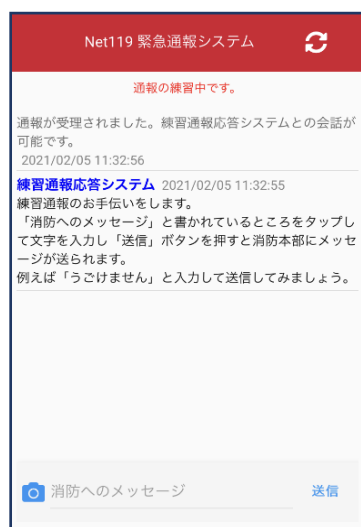 Net119 緊急通報システム
通報の練習中です。
通報が受理されました。練習通報応答システムとの会話が
可能です。
2021/02/05 11:32:56
練習通報応答システム 2021/02/05 11:32:55
練習通報のお手伝いをします。
「消防へのメッセージ」と書かれているところをタップし
て文字を入力し「送信」ボタンを押すと消防本部にメッセ
ージが送られます。
例えば「うごけません」と入力して送信してみましょう。
消防へのメッセージ 送信